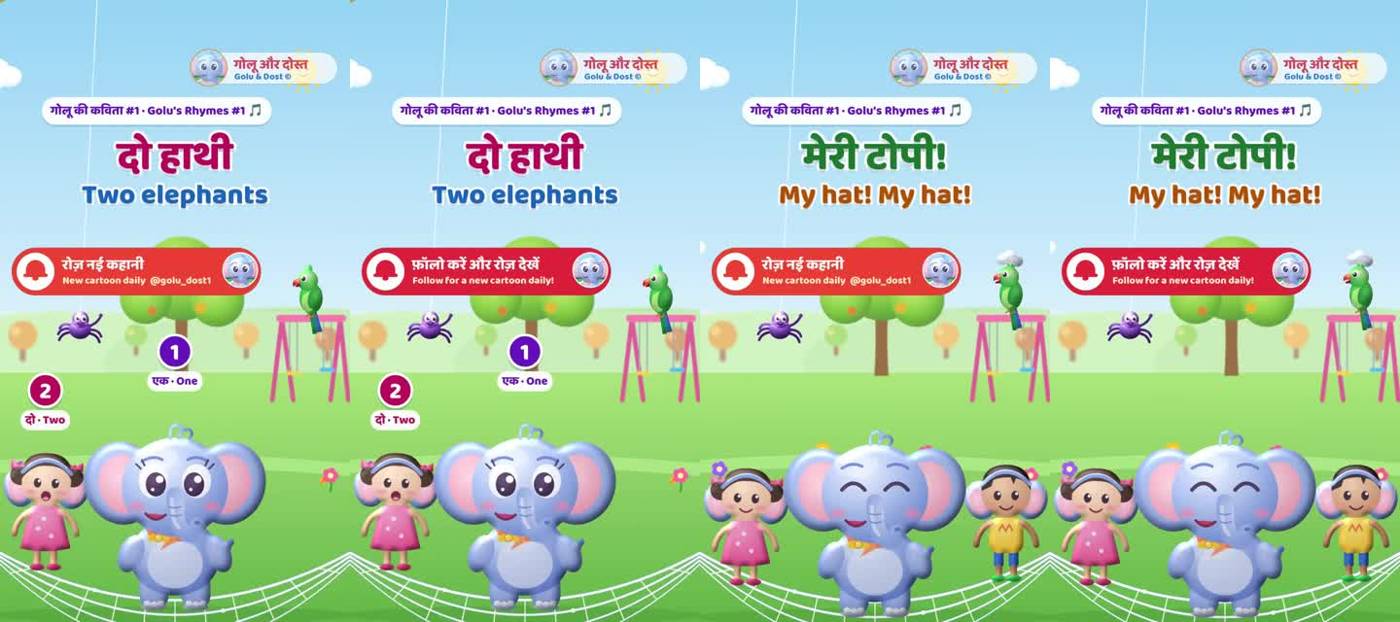 गोलू और दोस्त
Golu & Dost ©
गोलू की कविता #1 · Golu's Rhymes #1 🎵
दो हाथी
Two elephants
रोज़ नई कहानी
New cartoon daily @golu_dost1
1
एक · One
2
दो · Two
गोलू और दोस्त
Golu & Dost ©
गोलू की कविता #1 · Golu's Rhymes #1 🎵
दो हाथी
Two elephants
फ़ॉलो करें और रोज़ देखें
Follow for a new cartoon daily!
1
एक · One
2
दो · Two
गोलू और दोस्त
Golu & Dost ©
गोलू की कविता #1 · Golu's Rhymes #1 🎵
मेरी टोपी!
My hat! My hat!
रोज़ नई कहानी
New cartoon daily @golu_dost1
गोलू और दोस्त
Golu & Dost ©
गोलू की कविता #1 · Golu's Rhymes #1 🎵
मेरी टोपी!
My hat! My hat!
फ़ॉलो करें और रोज़ देखें
Follow for a new cartoon daily!